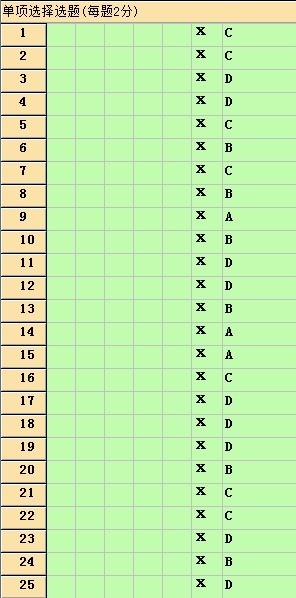 单项选择选题(每题2分)
1 X C
2 X C
3 X D
4 X D
5 X C
6 X B
7 X C
8 X B
9 X A
10 X B
11 X D
12 X D
13 X B
14 X A
15 X A
16 X C
17 X D
18 X D
19 X D
20 X B
21 X C
22 X C
23 X D
24 X B
25 X D